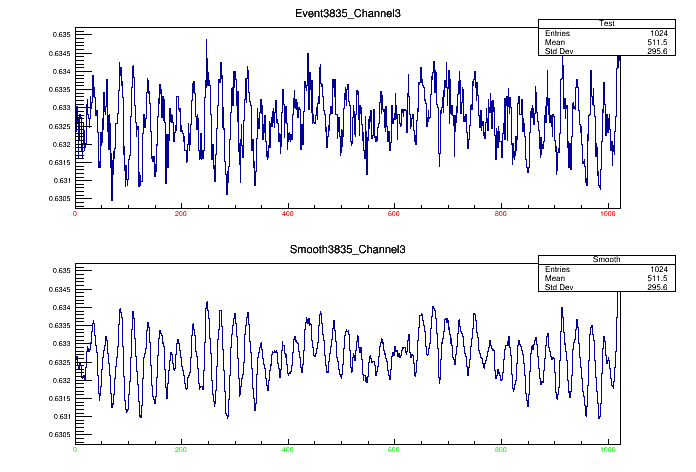 Event3835_Channel3
Test
Entries 1024
Mean 511.5
Std Dev 295.6
0.635
0.6345
0.634
0.6335
0.633
0.6325
0.632
0.6315
0.631
0.6305
0 200 400 600 800 1000
Smooth3835_Channel3
Smooth
Entries 1024
Mean 511.5
Std Dev 295.6
0.635
0.6345
0.634
0.6335
0.633
0.6325
0.632
0.6315
0.631
0.6305
0 200 400 600 800 1000